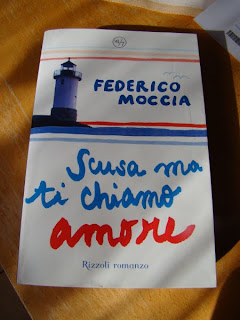 FEDERICO
MOCCIA
Scusa ma
ti chiamo
amore
Rizzoli romanzo